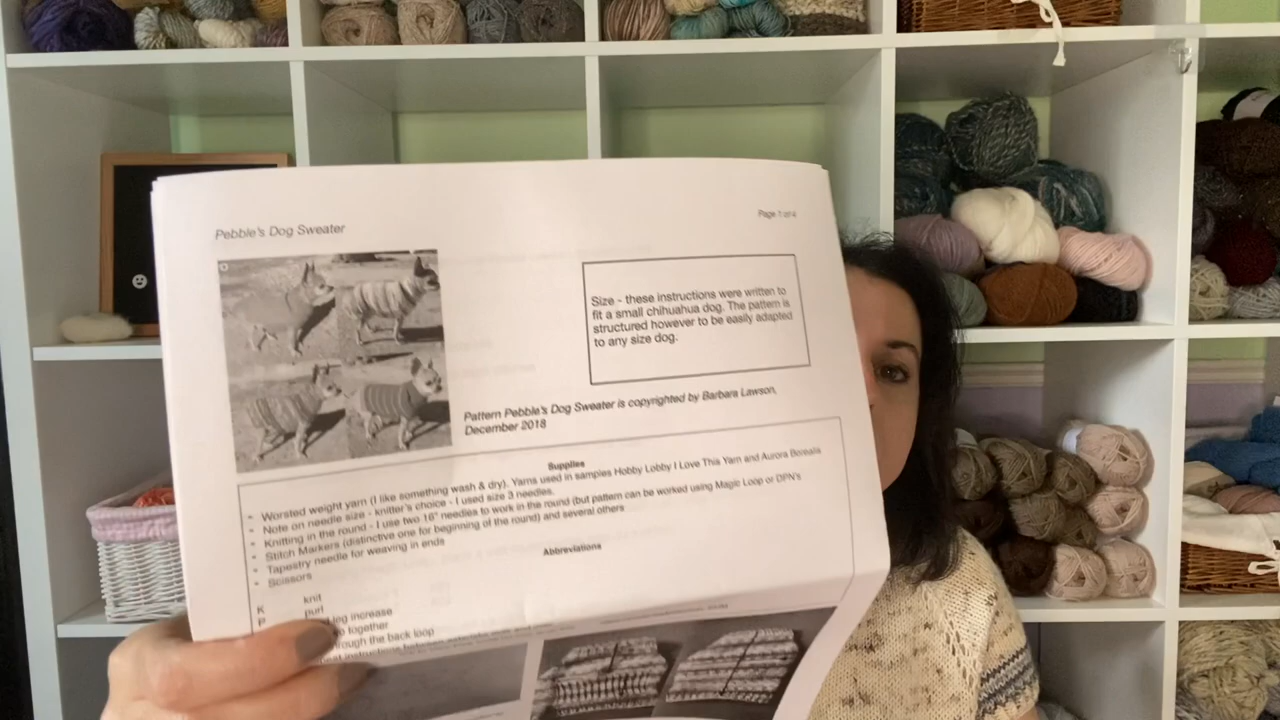 Pebble's Dog Sweater
Page 1 of 4
Size - these instructions were written to
fit a small chihuahua dog. The pattern is
structured however to be easily adapted
to any size dog.
Pattern Pebble's Dog Sweater is copyrighted by Barbara Lawson,
December 2018
Supplies
• Worsted weight yarn (I like something wash & dry). Yarns used in samples Hobby Lobby I Love This Yarn and Aurora Borealis
• Note on needle size - knitter's choice - I used size 3 needles.
• Knitting in the round - I use two 16" needles to work in the round (but pattern can be worked using Magic Loop or DPN's
• Stitch Markers (distinctive one for beginning of the round) and several others
• Tapestry needle for weaving in ends
• Scissors
Abbreviations
K knit
P purl
increase
together
through the back loop
instructions between